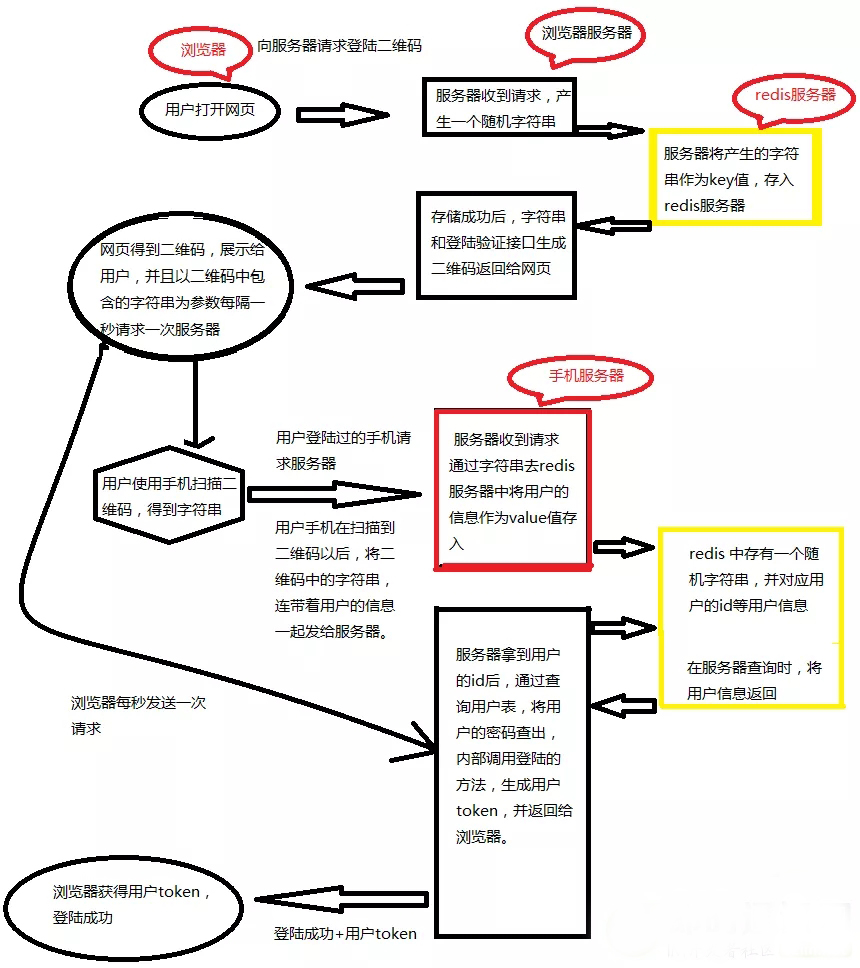 浏览器
向服务器请求登陆二维码
浏览器服务器
用户打开网页
服务器收到请求，产
生一个随机字符串
redis服务器
服务器将产生的字符
串作为key值，存入
redis服务器
存储成功后，字符串
和登陆验证接口生成
二维码返回给网页
网页得到二维码，展示给
用户，并且以二维码中包
含的字符串为参数每隔一
秒请求一次服务器
手机服务器
用户使用手机扫描二
维码，得到字符串
用户登陆过的手机请
求服务器
用户手机在扫描到
二维码以后，将二
维码中的字符串，
连带着用户的信息
一起发给服务器。
服务器收到请求
通过字符串去redis
服务器中将用户的
信息作为value值存
入
redis 中存有一个随
机字符串，并对应用
户的id等用户信息
在服务器查询时，将
用户信息返回
服务器拿到用户
的id后，通过查
询用户表，将用
户的密码查出，
内部调用登陆的
方法，生成用户
token，并返回给
浏览器。
浏览器每秒发送一次
请求
浏览器获得用户token，
登陆成功
登陆成功+用户token